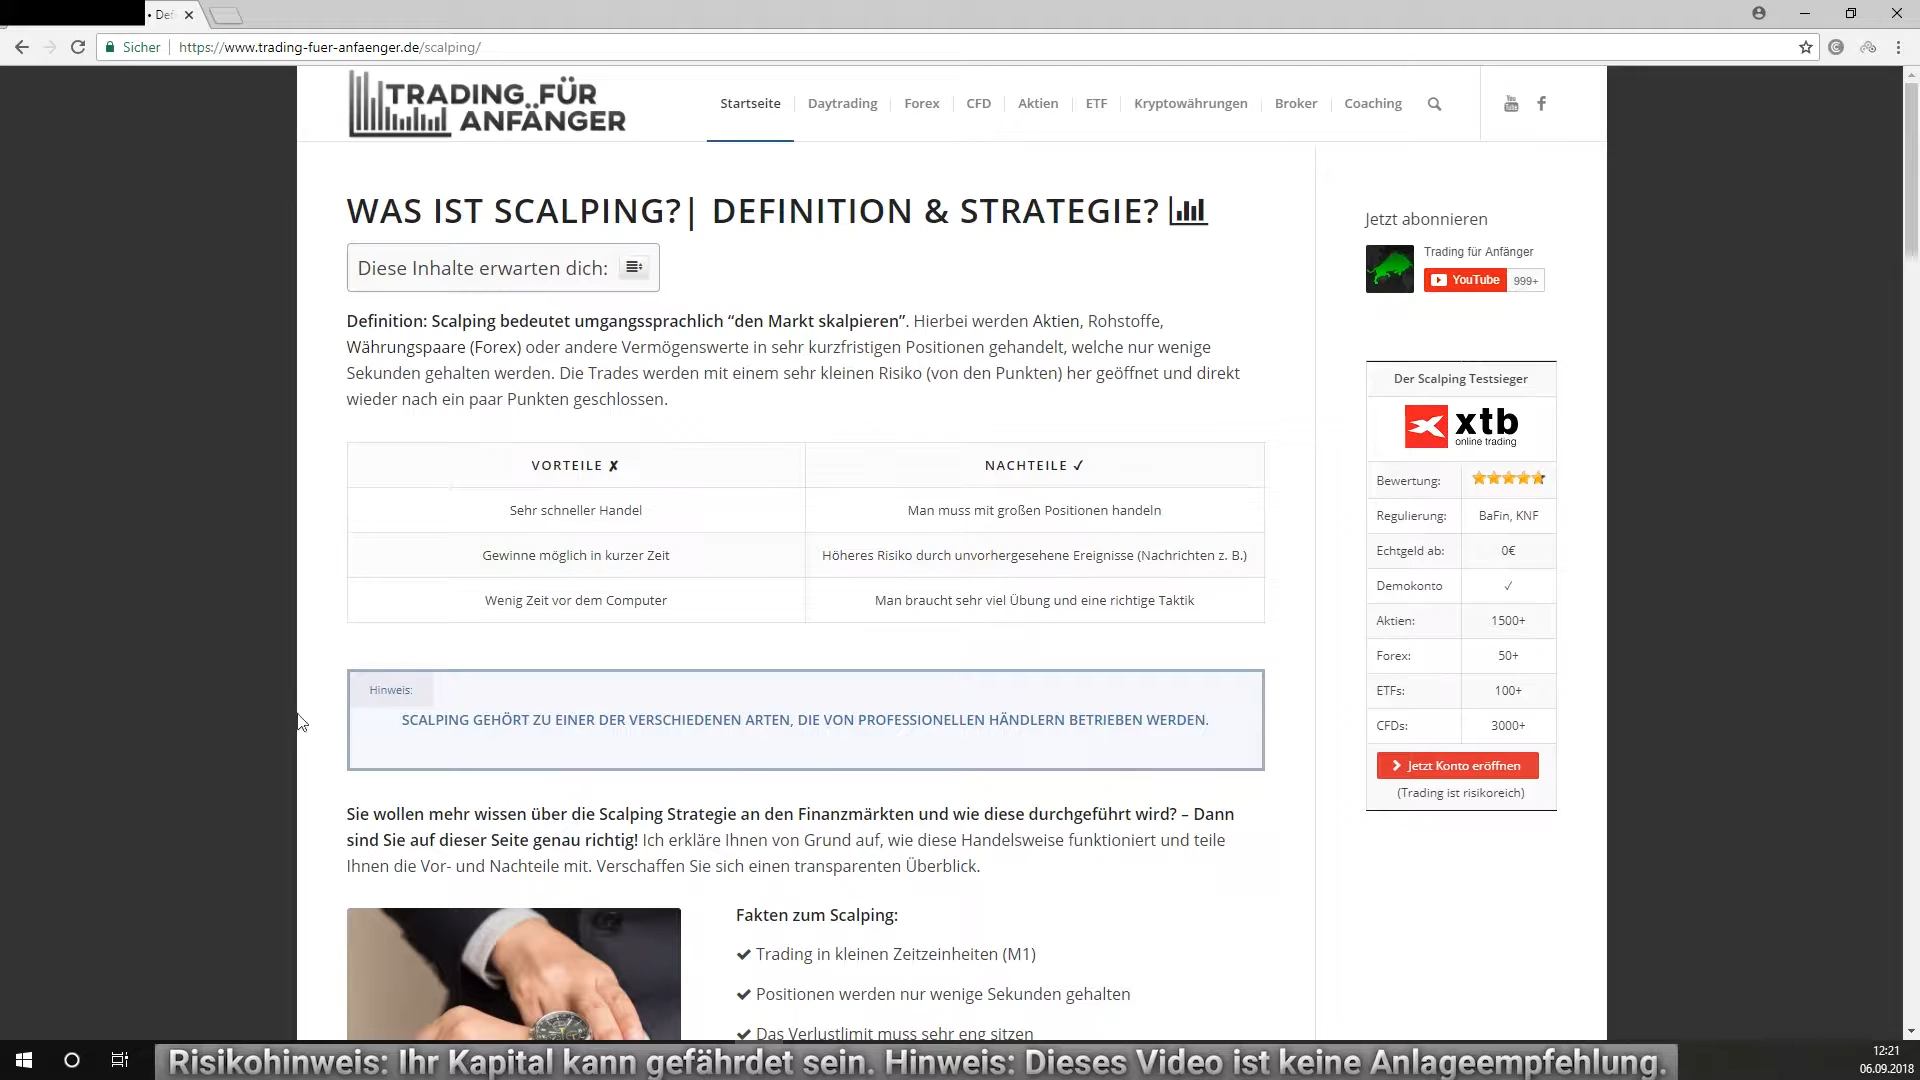 • Def
Sicher
https://www.trading-fuer-anfaenger.de/scalping/
TRADING FÜR
ANFÄNGER
Startseite
Daytrading
Forex
CFD
Aktien
ETF
Kryptowährungen
Broker
Coaching
You
Tube
WAS IST SCALPING?| DEFINITION & STRATEGIE?
Diese Inhalte erwarten dich:
Definition: Scalping bedeutet umgangssprachlich “den Markt skalpieren”. Hierbei werden Aktien, Rohstoffe,
Währungspaare (Forex) oder andere Vermögenswerte in sehr kurzfristigen Positionen gehandelt, welche nur wenige
Sekunden gehalten werden. Die Trades werden mit einem sehr kleinen Risiko (von den Punkten) her geöffnet und direkt
wieder nach ein paar Punkten geschlossen.
VORTEILE ✗ NACHTEILE ✓
Sehr schneller Handel Man muss mit großen Positionen handeln
Gewinne möglich in kurzer Zeit Höheres Risiko durch unvorhergesehene Ereignisse (Nachrichten z. B.)
Wenig Zeit vor dem Computer Man braucht sehr viel Übung und eine richtige Taktik
Hinweis:
SCALPING GEHÖRT ZU EINER DER VERSCHIEDENEN ARTEN, DIE VON PROFESSIONELLEN HÄNDLERN BETRIEBEN WERDEN.
Sie wollen mehr wissen über die Scalping Strategie an den Finanzmärkten und wie diese durchgeführt wird? – Dann
sind Sie auf dieser Seite genau richtig! Ich erkläre Ihnen von Grund auf, wie diese Handelsweise funktioniert und teile
Ihnen die Vor- und Nachteile mit. Verschaffen Sie sich einen transparenten Überblick.
Fakten zum Scalping:
✓ Trading in kleinen Zeitzeinheiten (M1)
✓ Positionen werden nur wenige Sekunden gehalten
✓ Das Verlustlimit muss sehr eng sitzen
Jetzt abonnieren
Trading für Anfänger
YouTube 999+
Der Scalping Testsieger
xtb
online trading
Bewertung:
Regulierung: BaFin, KNF
Echtgeld ab: 0€
Demokonto ✓
Aktien: 1500+
Forex: 50+
ETFs: 100+
CFDs: 3000+
Jetzt Konto eröffnen
(Trading ist risikoreich)
Risikohinweis: Ihr Kapital kann gefährdet sein. Hinweis: Dieses Video ist keine Anlageempfehlung.
12:21
06.09.2018